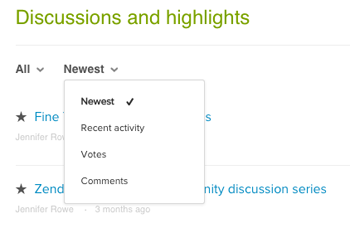 Discussions and highlights
All Newest
Newest
Fine s
Recent activity
Jennifer
Votes
Comments
Zend nity discussion series
Jennifer Rowe · 3 months ago